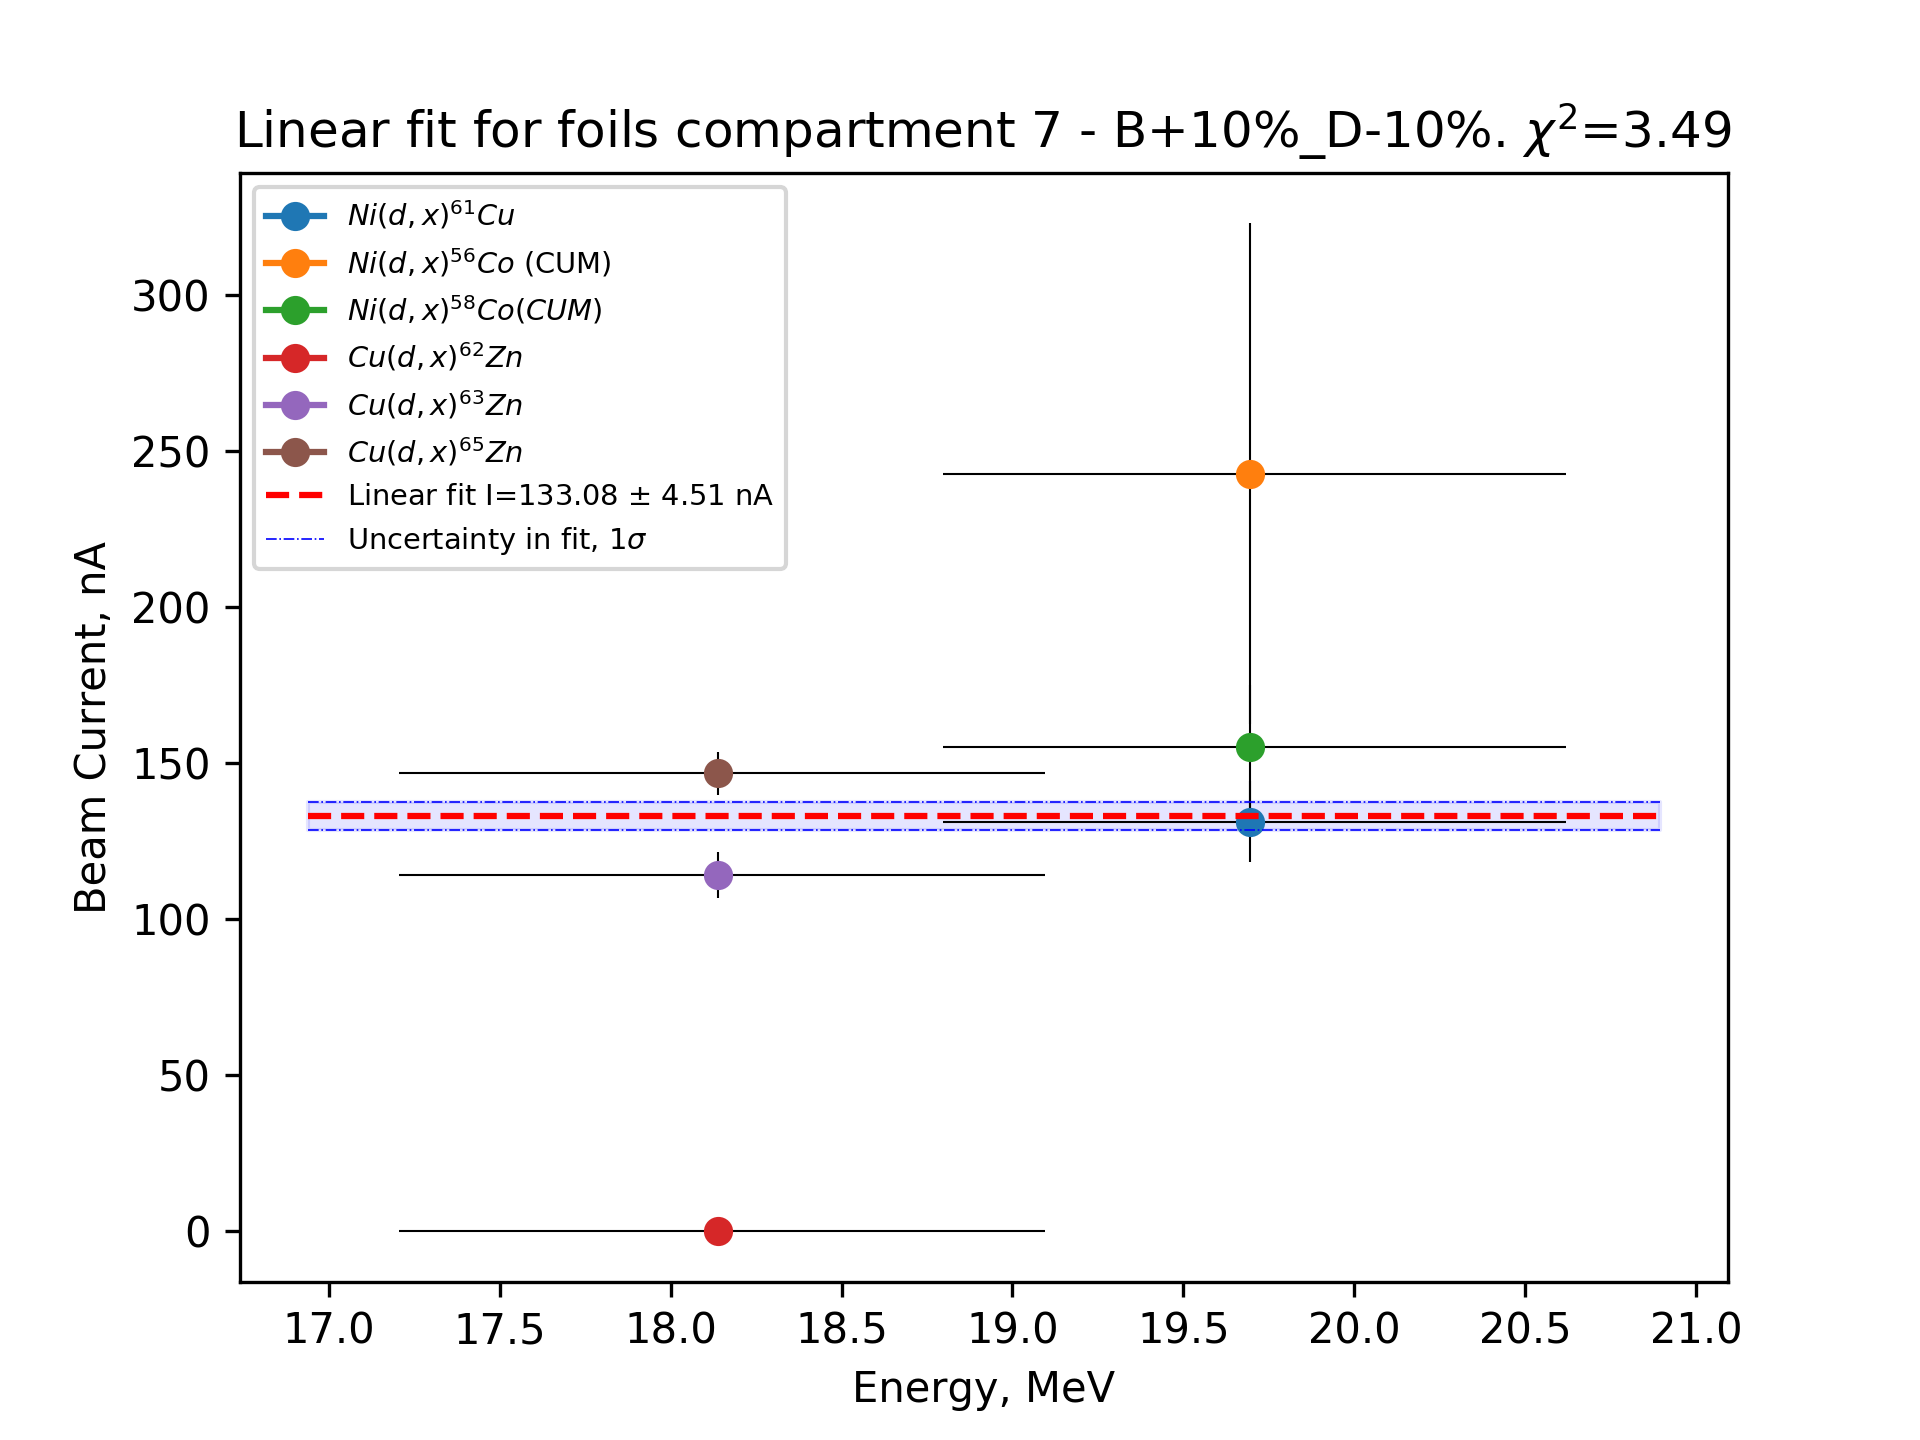 Linear fit for foils compartment 7 - B+10%_D-10%. χ²=3.49
Ni(d, x)⁶¹Cu
Ni(d, x)⁵⁶Co (CUM)
Ni(d, x)⁵⁸Co(CUM)
Cu(d, x)⁶²Zn
Cu(d, x)⁶³Zn
Cu(d, x)⁶⁵Zn
Linear fit I=133.08 ± 4.51 nA
Uncertainty in fit, 1σ
Beam Current, nA
300
250
200
150
100
50
0
17.0 17.5 18.0 18.5 19.0 19.5 20.0 20.5 21.0
Energy, MeV